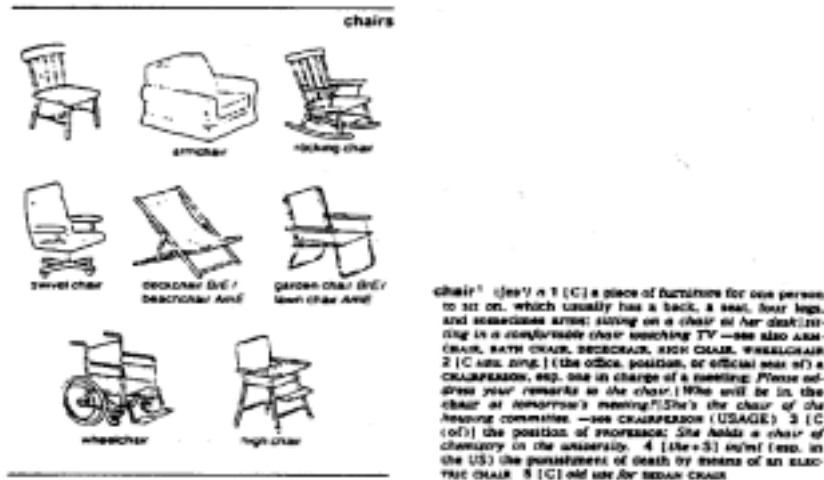 chairs
armchair
rocking chair
swivel chair
deckchair BrE /
beachchair AmE
garden chair BrE /
lawn chair AmE
wheelchair
high chair
chair¹ n 1 [C] a piece of furniture for one person
to sit on, which usually has a back, a seat, four legs,
and sometimes arms: sitting on a chair at her desk|sit-
ting in a comfortable chair watching TV —see also ARM-
CHAIR, BATH CHAIR, DECKCHAIR, HIGH CHAIR, WHEELCHAIR
2 [C usu. sing.] (the office, position, or official seat of) a
CHAIRPERSON, esp. one in charge of a meeting: Please ad-
dress your remarks to the chair.|Who will be in the
chair at tomorrow's meeting?|She's the chair of the
housing committee. —see CHAIRPERSON (USAGE) 3 [C
(of)] the position of PROFESSOR: She holds a chair of
chemistry in the university. 4 [the+S] infml (esp. in
the US) the punishment of death by means of an ELEC-
TRIC CHAIR 5 [C] old use for SEDAN CHAIR